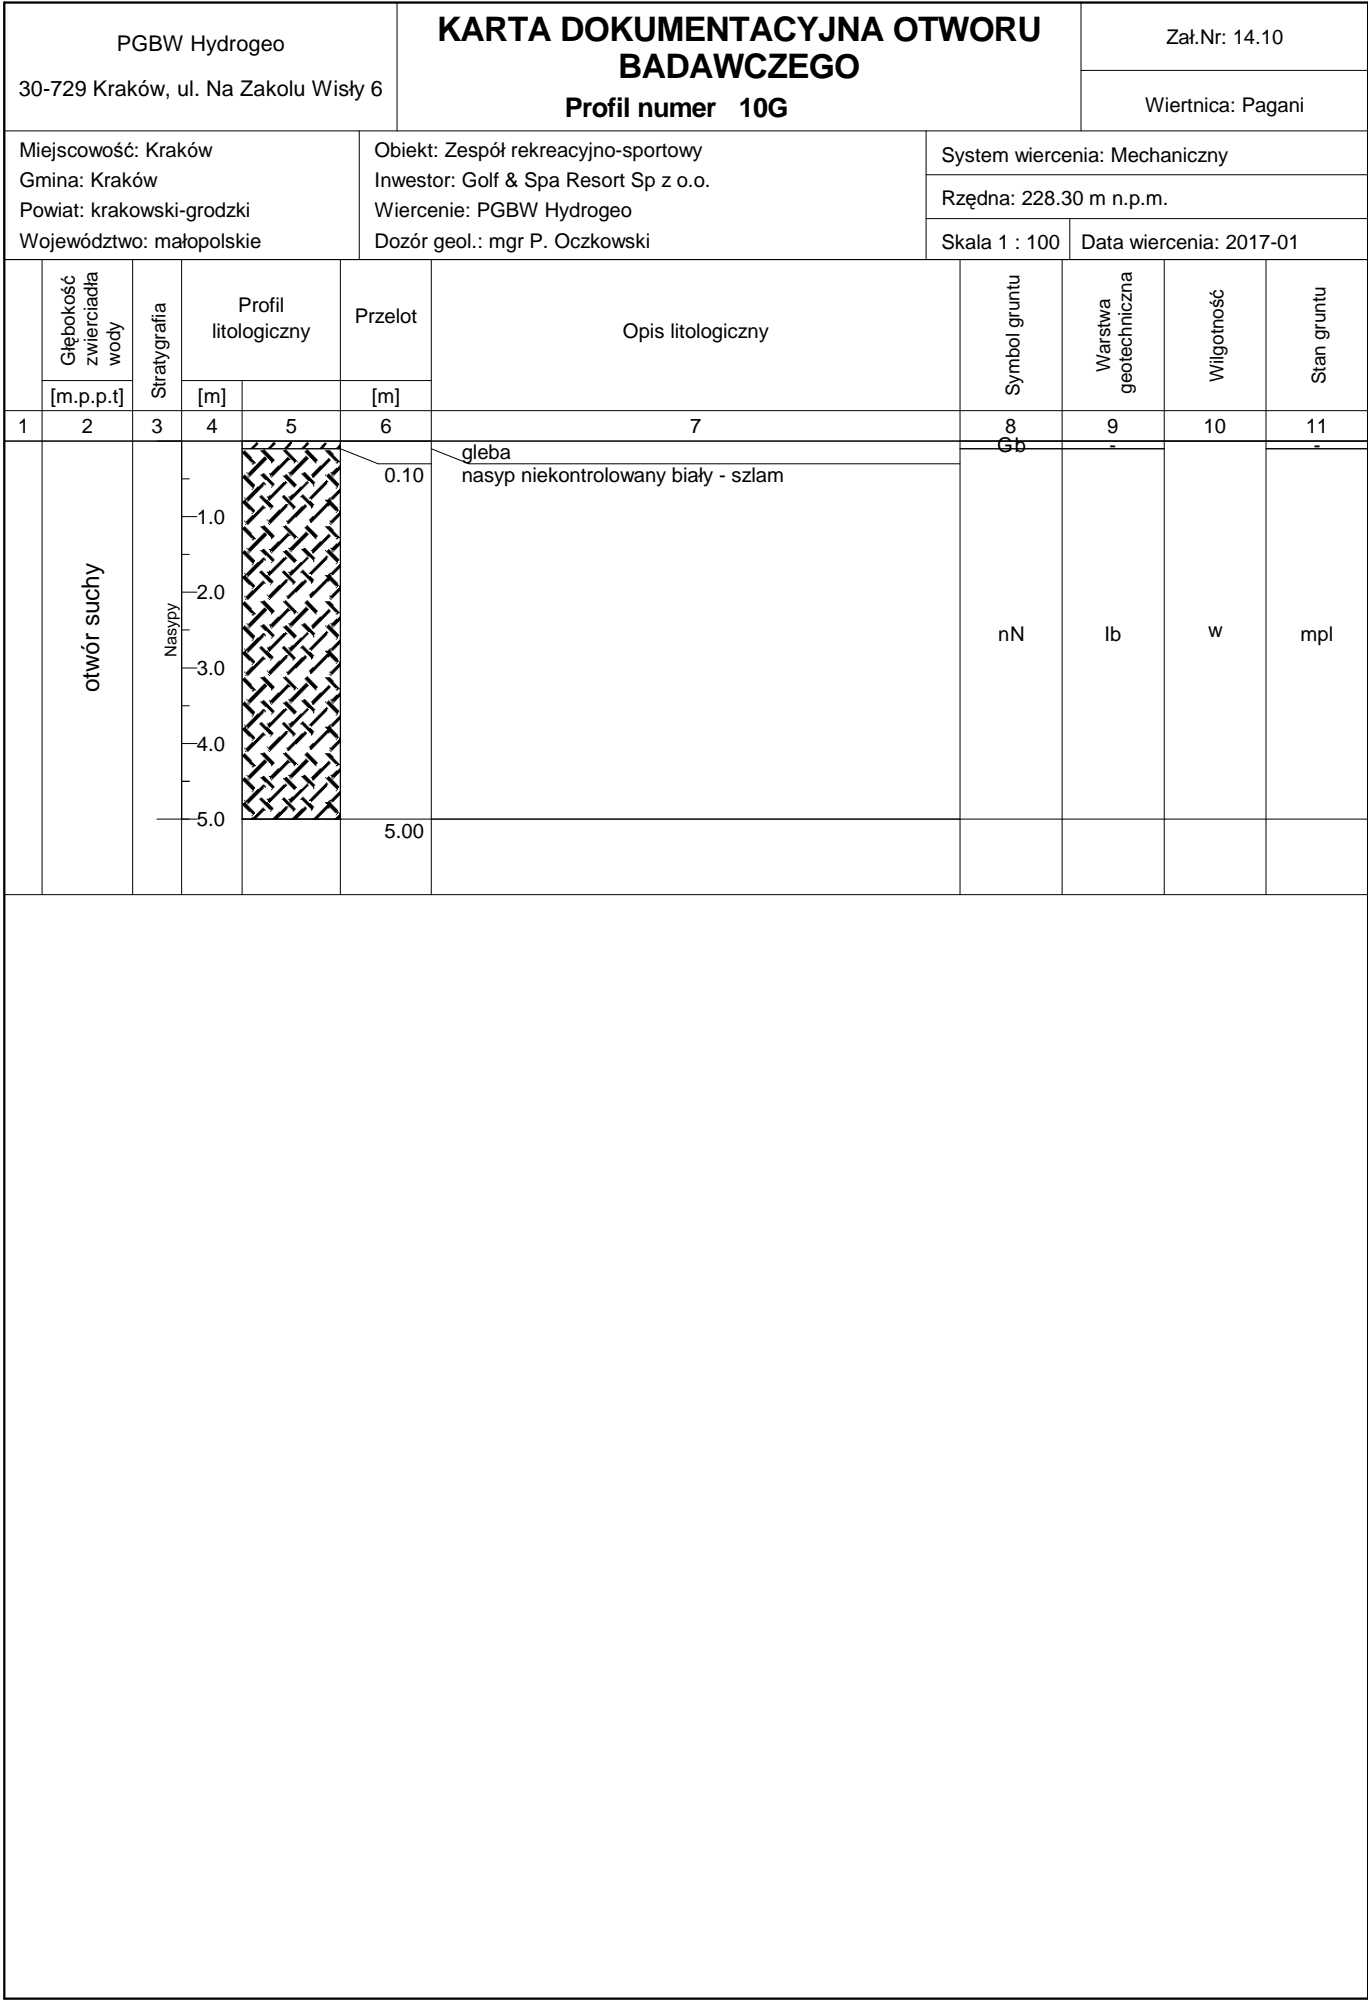 PGBW Hydrogeo
30-729 Kraków, ul. Na Zakolu Wisły 6
KARTA DOKUMENTACYJNA OTWORU
BADAWCZEGO
Profil numer 10G
Zał.Nr: 14.10
Wiertnica: Pagani
Miejscowość: Kraków
Gmina: Kraków
Powiat: krakowski-grodzki
Województwo: małopolskie
Obiekt: Zespół rekreacyjno-sportowy
Inwestor: Golf & Spa Resort Sp z o.o.
Wiercenie: PGBW Hydrogeo
Dozór geol.: mgr P. Oczkowski
System wiercenia: Mechaniczny
Rzędna: 228.30 m n.p.m.
Skala 1 : 100
Data wiercenia: 2017-01
Głębokość
zwierciadła
wody
[m.p.p.t]
Stratygrafia
Profil
litologiczny
[m]
Przelot
[m]
Opis litologiczny
Symbol gruntu
Warstwa
geotechniczna
Wilgotność
Stan gruntu
1 2 3 4 5 6 7 8 9 10 11
gleba
Gb - -
0.10 nasyp niekontrolowany biały - szlam
1.0
2.0
3.0
4.0
5.0
otwór suchy
Nasypy
nN Ib w mpl
5.00